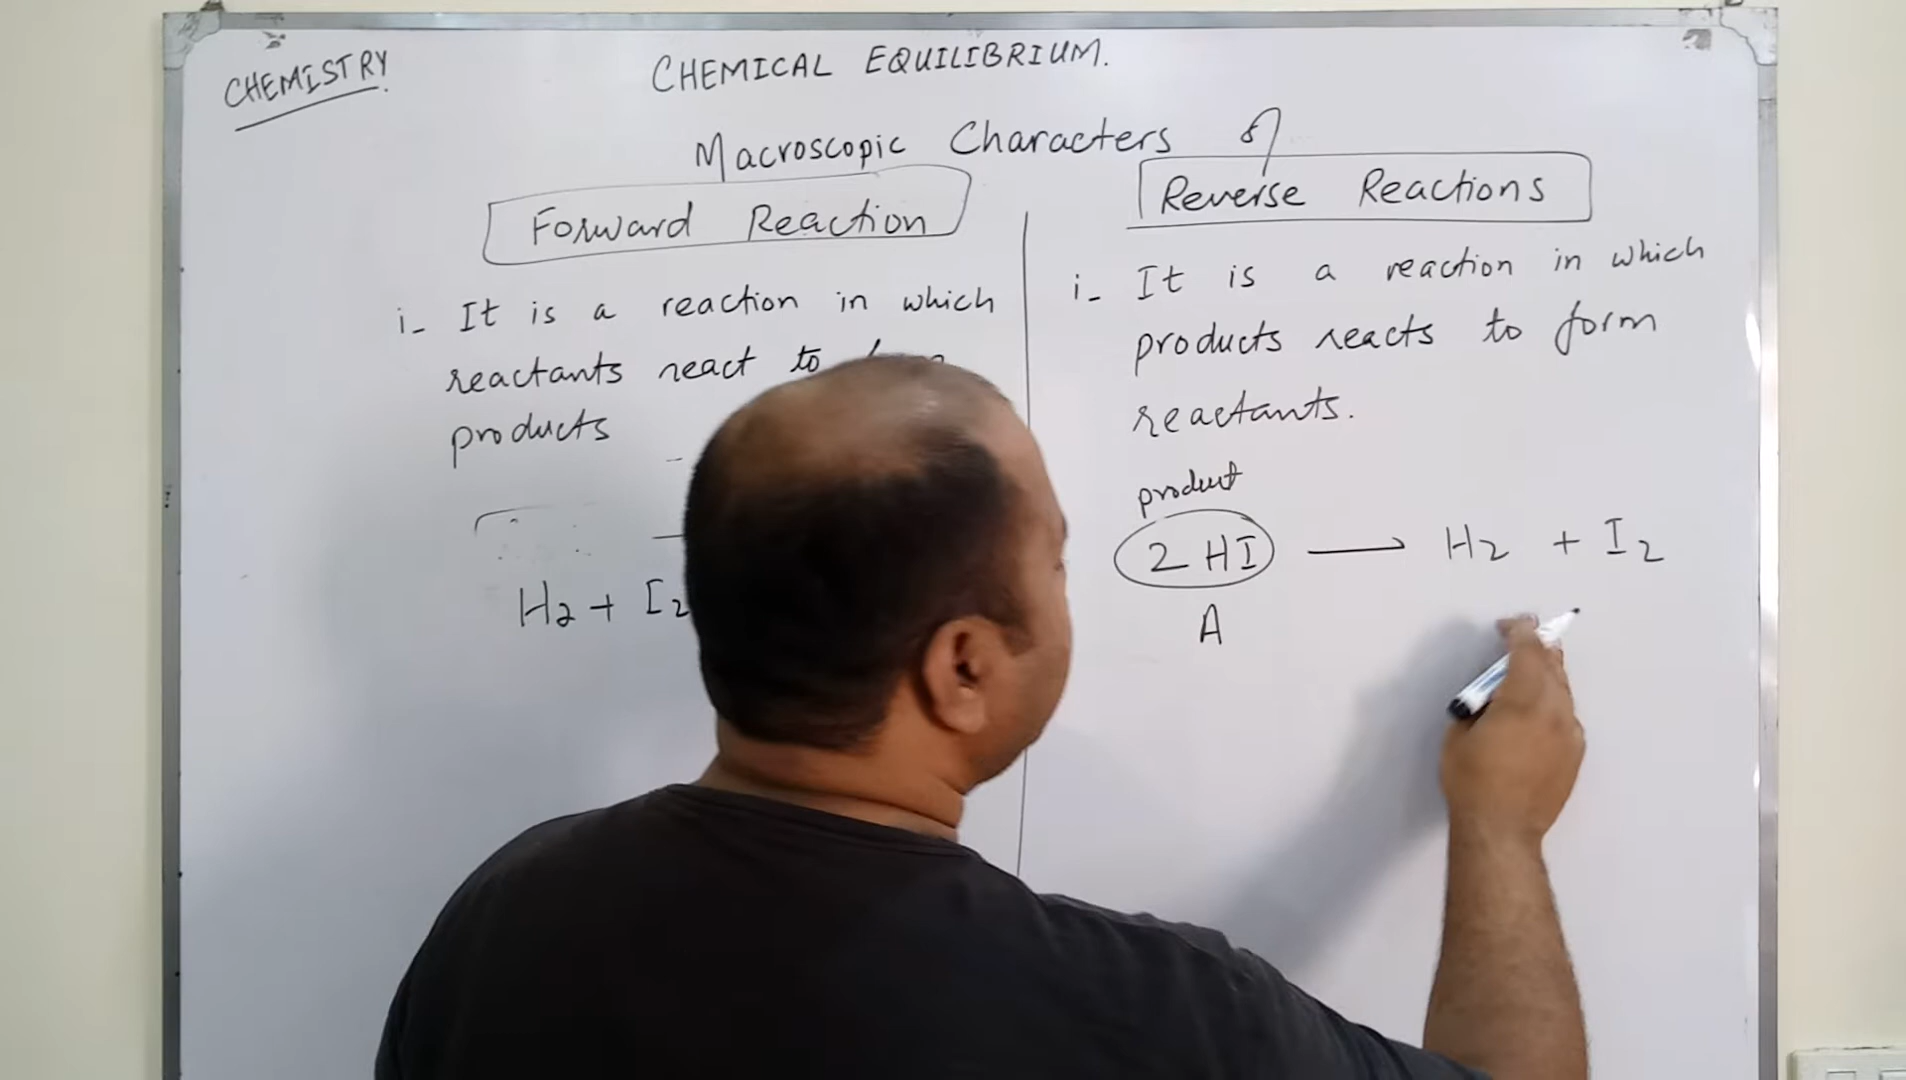 CHEMISTRY
CHEMICAL EQUILIBRIUM.
Macroscopic Characters of
Forward Reaction
i- It is a reaction in which
reactants react to
products
H2 + I2
Reverse Reactions
i- It is a reaction in which
products reacts to form
reactants.
product
2 HI → H2 + I2
A